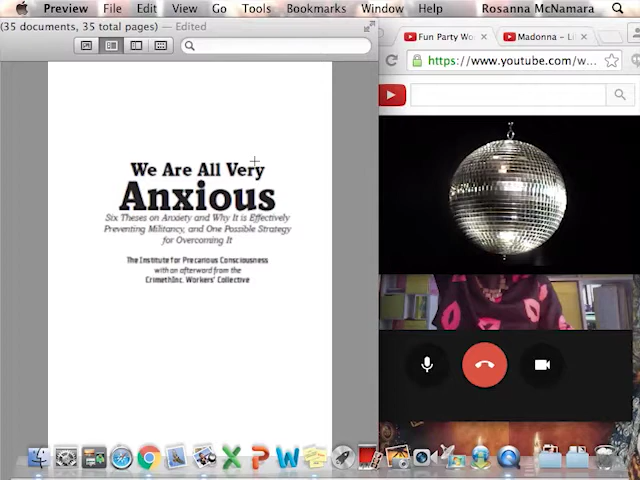 Preview File Edit View Go Tools Bookmarks Window Help Rosanna McNamara
(35 documents, 35 total pages) — Edited
Fun Party Wo
Madonna – Li
https://www.youtube.com/w...
We Are All Very
Anxious
Six Theses on Anxiety and Why It is Effectively
Preventing Militancy, and One Possible Strategy
for Overcoming It
The Institute for Precarious Consciousness
with an afterword from the
CrimethInc. Workers' Collective